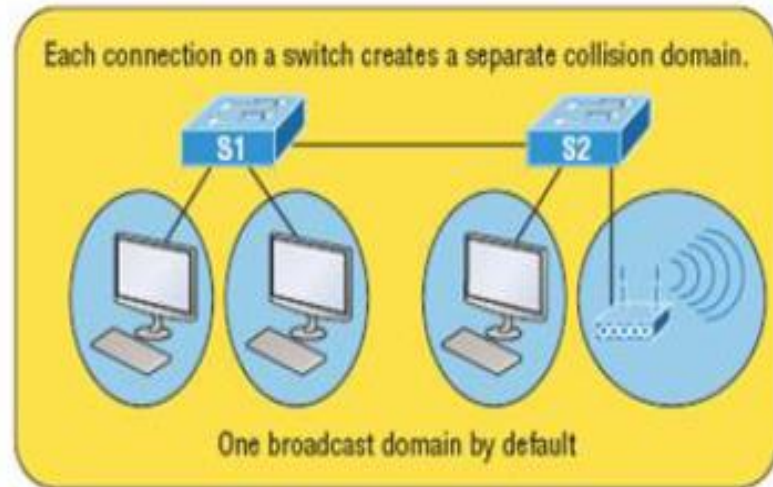 Each connection on a switch creates a separate collision domain.
S1
S2
One broadcast domain by default